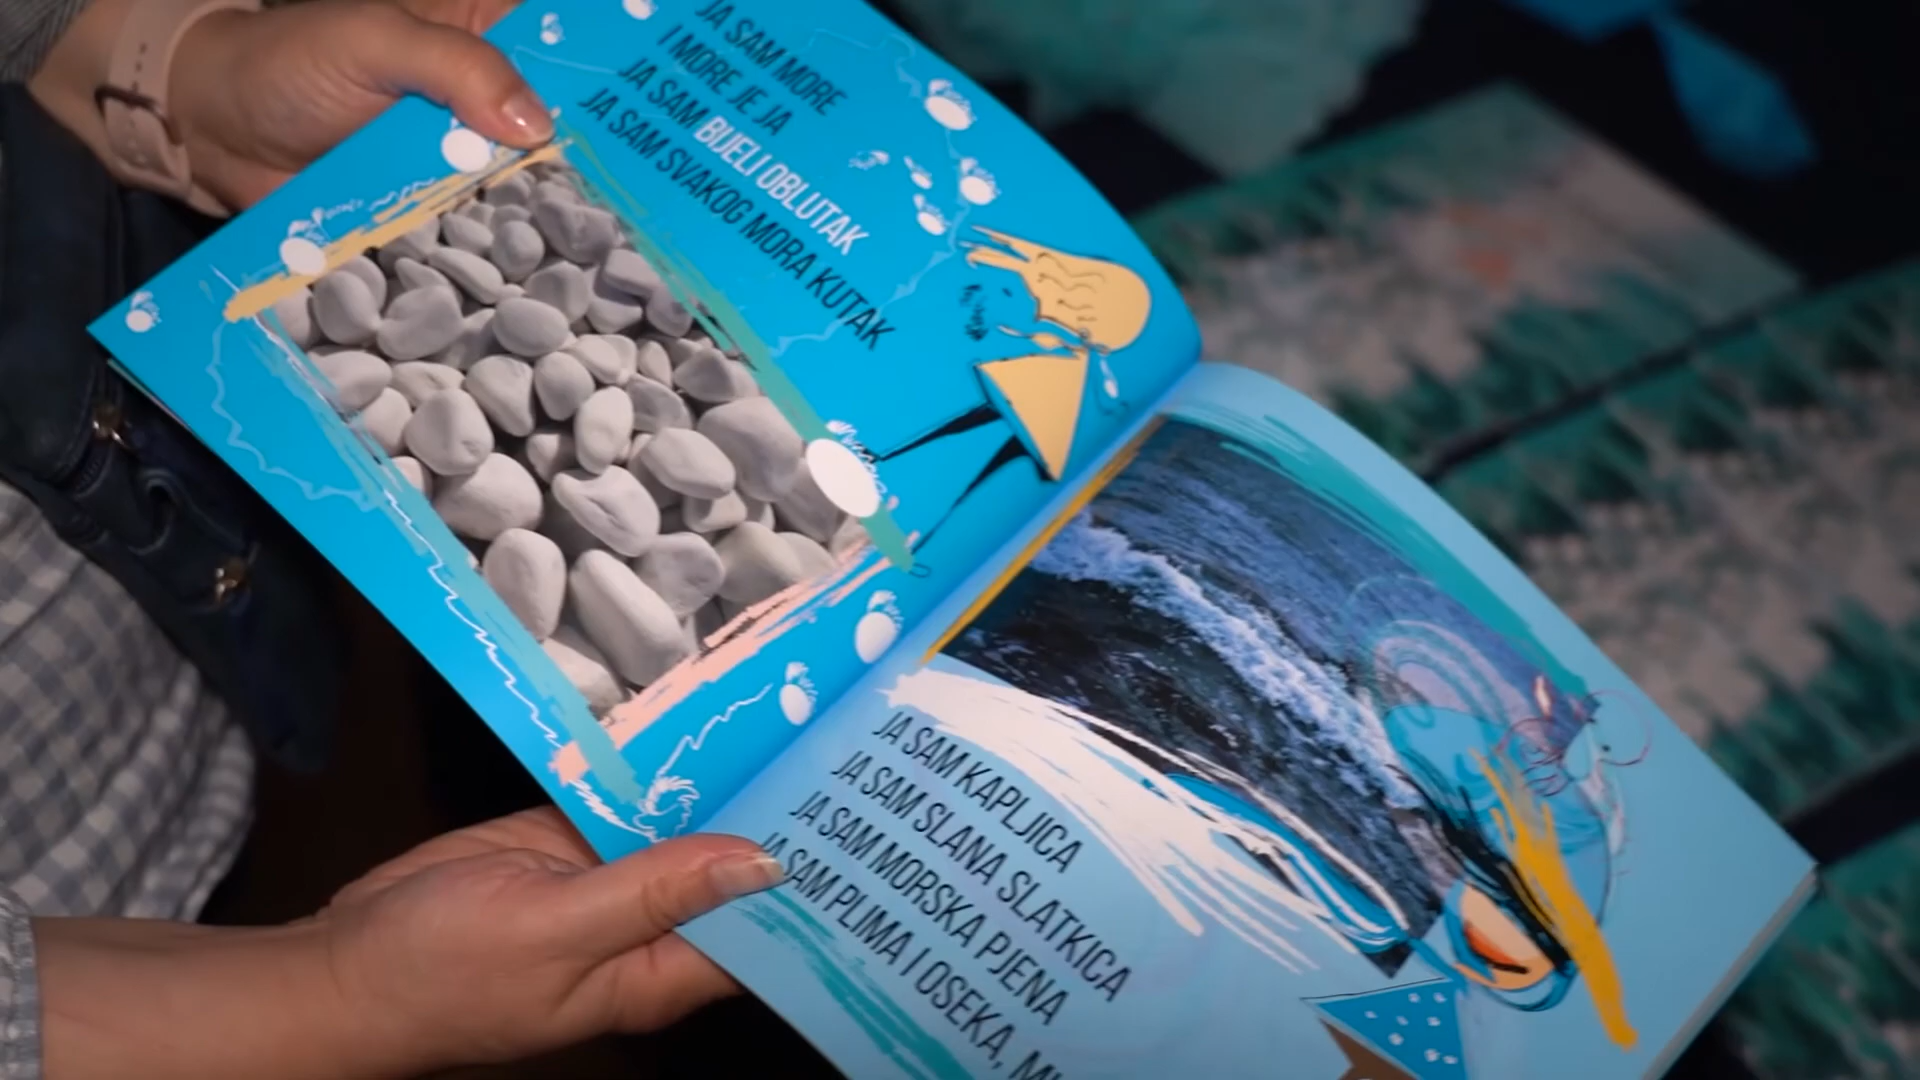 JA SAM MORE
I MORE JE JA
JA SAM BIJELI OBLUTAK
JA SAM SVAKOG MORA KUTAK
JA SAM KAPLJICA
JA SAM SLANA SLATKICA
JA SAM MORSKA PJENA
JA SAM PLIMA I OSEKA,